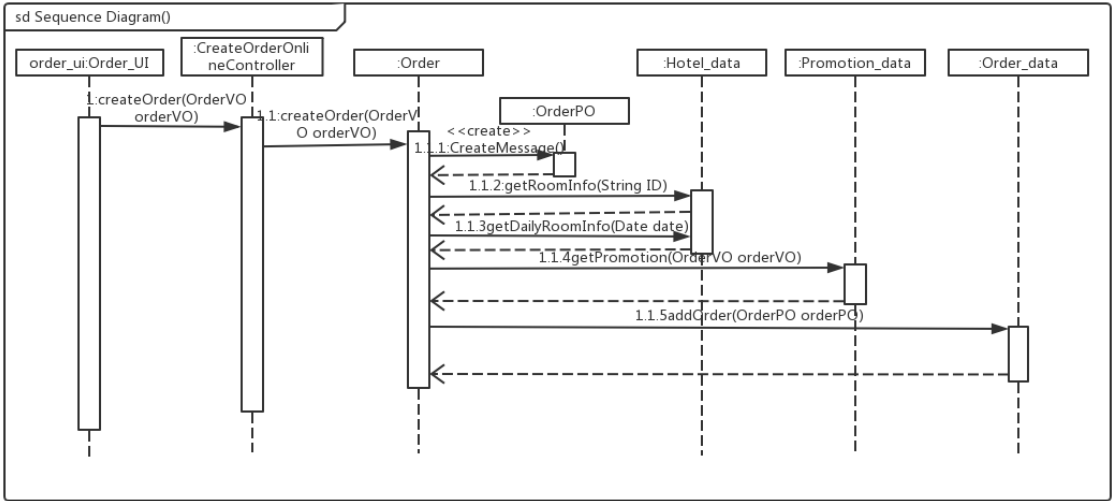 sd Sequence Diagram()
order_ui:Order_UI
:CreateOrderOnli
neController
:Order
:Hotel_data
:Promotion_data
:Order_data
:OrderPO
1:createOrder(OrderVO
orderVO)
1.1:createOrder(OrderV
O orderVO)
<<create>>
1.1.1:CreateMessage()
1.1.2:getRoomInfo(String ID)
1.1.3getDailyRoomInfo(Date date)
1.1.4getPromotion(OrderVO orderVO)
1.1.5addOrder(OrderPO orderPO)